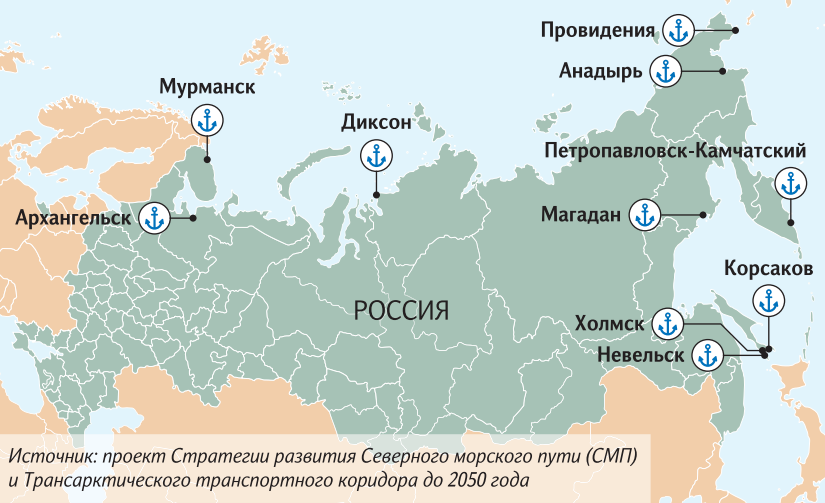 Провидения
Анадырь
Мурманск
Диксон
Петропавловск-Камчатский
Архангельск
Магадан
Корсаков
РОССИЯ
Холмск
Невельск
Источник: проект Стратегии развития Северного морского пути (СМП)
и Трансарктического транспортного коридора до 2050 года